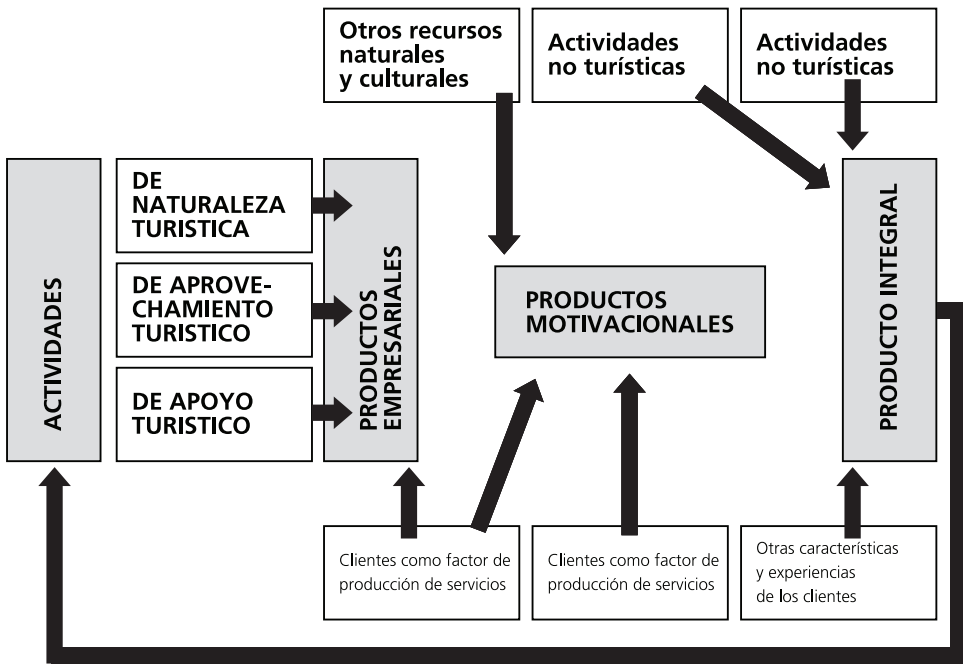 Otros recursos
naturales
y culturales
Actividades
no turísticas
Actividades
no turísticas
ACTIVIDADES
DE
NATURALEZA
TURISTICA
DE APROVE-
CHAMIENTO
TURISTICO
DE APOYO
TURISTICO
PRODUCTOS
EMPRESARIALES
PRODUCTOS
MOTIVACIONALES
PRODUCTO INTEGRAL
Clientes como factor de
producción de servicios
Clientes como factor de
producción de servicios
Otras características
y experiencias
de los clientes